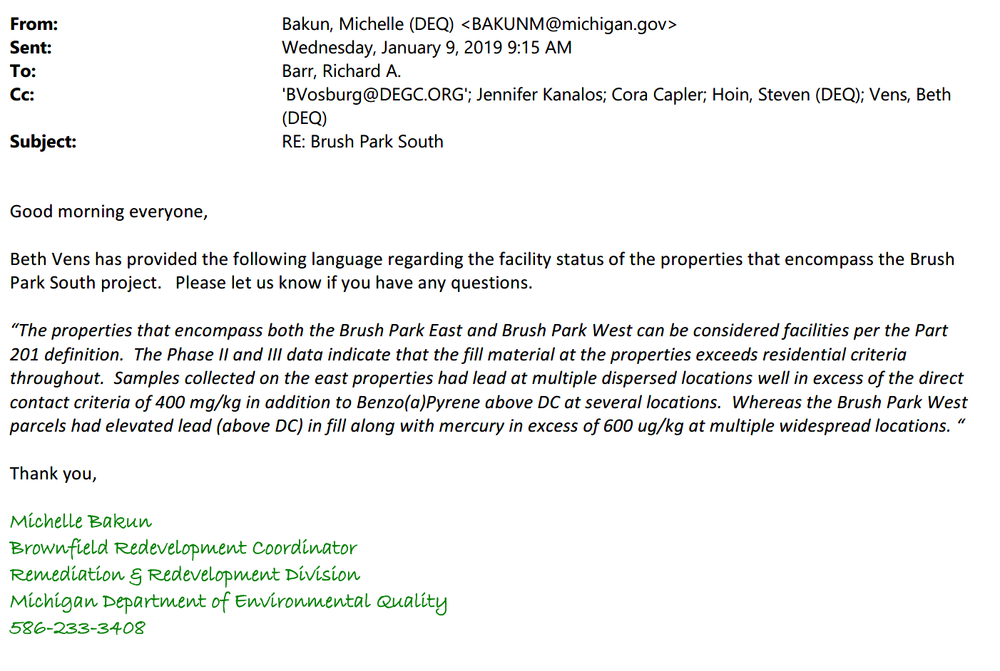 From: Bakun, Michelle (DEQ) <BAKUNM@michigan.gov>
Sent: Wednesday, January 9, 2019 9:15 AM
To: Barr, Richard A.
Cc: 'BVosburg@DEGC.ORG'; Jennifer Kanalos; Cora Capler; Hoin, Steven (DEQ); Vens, Beth
(DEQ)
Subject: RE: Brush Park South
Good morning everyone,
Beth Vens has provided the following language regarding the facility status of the properties that encompass the Brush
Park South project.   Please let us know if you have any questions.
“The properties that encompass both the Brush Park East and Brush Park West can be considered facilities per the Part
201 definition.  The Phase II and III data indicate that the fill material at the properties exceeds residential criteria
throughout.  Samples collected on the east properties had lead at multiple dispersed locations well in excess of the direct
contact criteria of 400 mg/kg in addition to Benzo(a)Pyrene above DC at several locations.  Whereas the Brush Park West
parcels had elevated lead (above DC) in fill along with mercury in excess of 600 ug/kg at multiple widespread locations. “
Thank you,
Michelle Bakun
Brownfield Redevelopment Coordinator
Remediation & Redevelopment Division
Michigan Department of Environmental Quality
586-233-3408